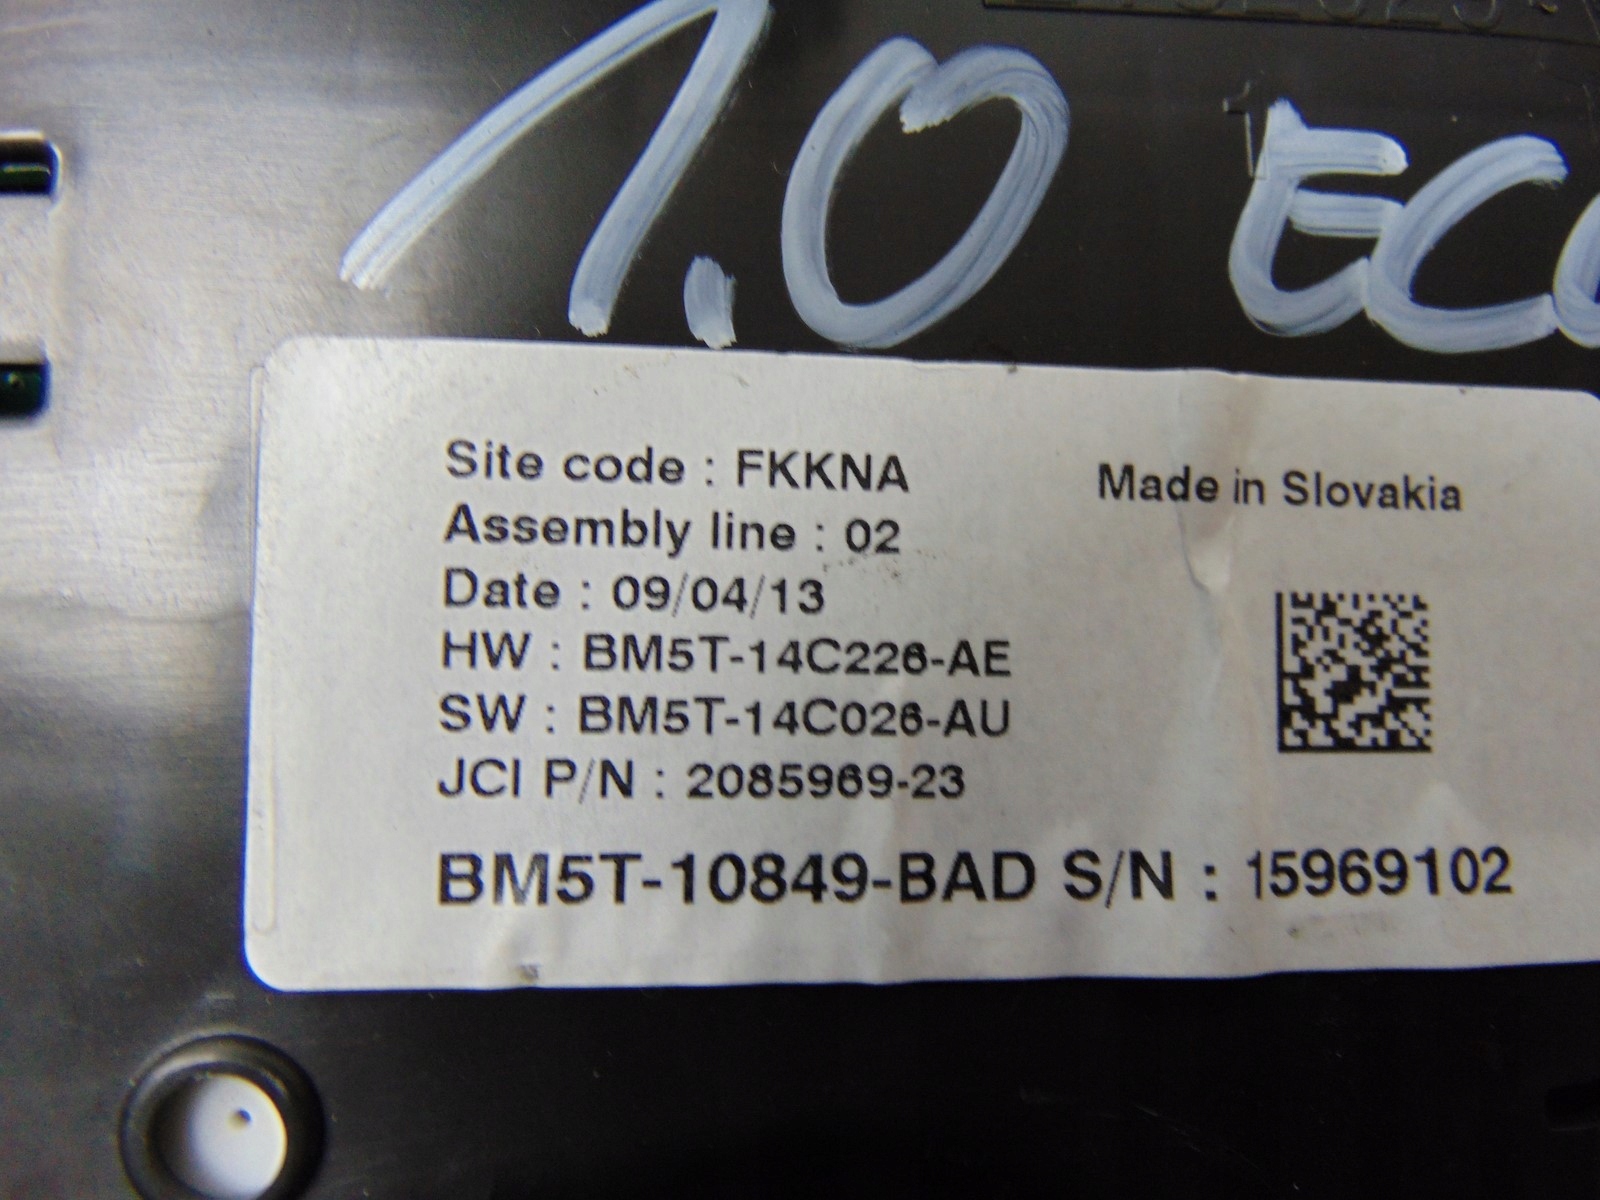 1.0 EC
Site code : FKKNA
Made in Slovakia
Assembly line : 02
Date : 09/04/13
HW : BM5T-14C226-AE
SW : BM5T-14C026-AU
JCI P/N : 2085969-23
BM5T-10849-BAD S/N : 15969102